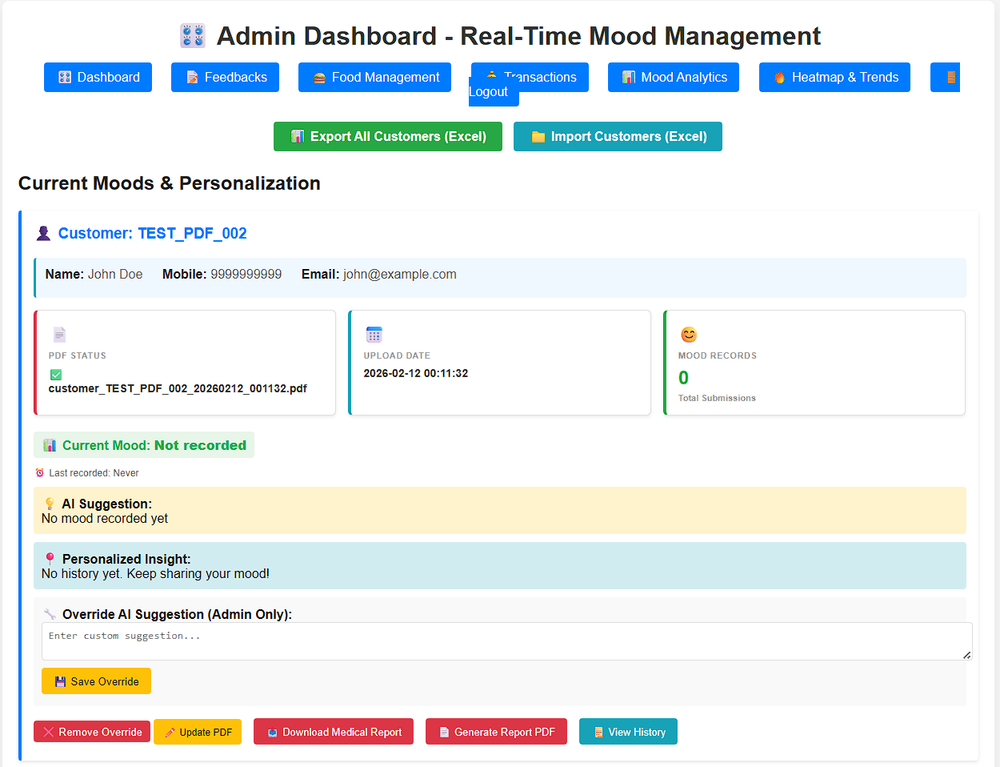 Admin Dashboard - Real-Time Mood Management
Dashboard
Feedbacks
Food Management
Transactions
Mood Analytics
Heatmap & Trends
Logout
Export All Customers (Excel)
Import Customers (Excel)
Current Moods & Personalization
Customer: TEST_PDF_002
Name: John Doe Mobile: 9999999999 Email: john@example.com
PDF STATUS
customer_TEST_PDF_002_20260212_001132.pdf
UPLOAD DATE
2026-02-12 00:11:32
MOOD RECORDS
0
Total Submissions
Current Mood: Not recorded
Last recorded: Never
AI Suggestion:
No mood recorded yet
Personalized Insight:
No history yet. Keep sharing your mood!
Override AI Suggestion (Admin Only):
Enter custom suggestion...
Save Override
Remove Override
Update PDF
Download Medical Report
Generate Report PDF
View History